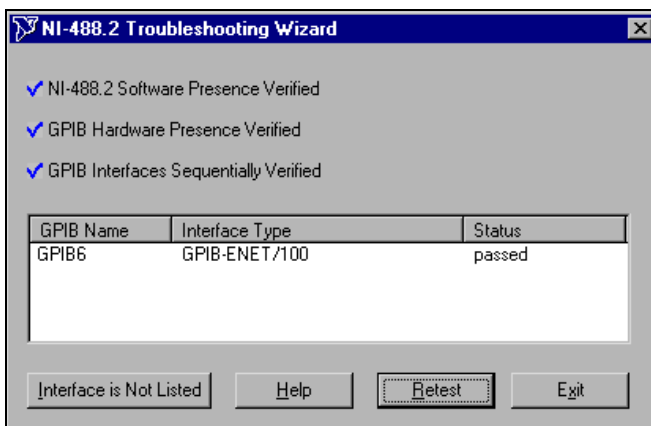 NI-488.2 Troubleshooting Wizard
NI-488.2 Software Presence Verified
GPIB Hardware Presence Verified
GPIB Interfaces Sequentially Verified
GPIB Name Interface Type Status
GPIB6 GPIB-ENET/100 passed
Interface is Not Listed Help Retest Exit